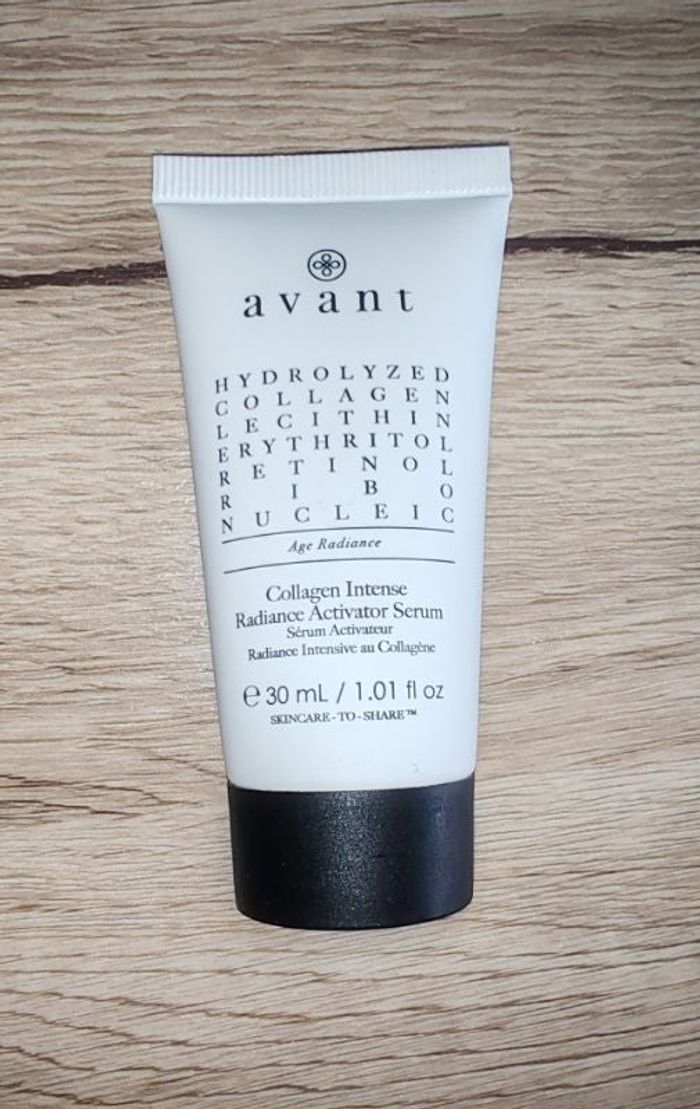 avant
HYDROLYZED
COLLAGEN N
LECITHIN N
ERYTHRITOL L
R RETINOL L
R I B O
NUCLEIC C
Age Radiance
Collagen Intense
Radiance Activator Serum
Sérum Activateur
Radiance Intensive au Collagène
℮ 30 mL / 1.01 fl oz
SKINCARE-TO-SHARE™